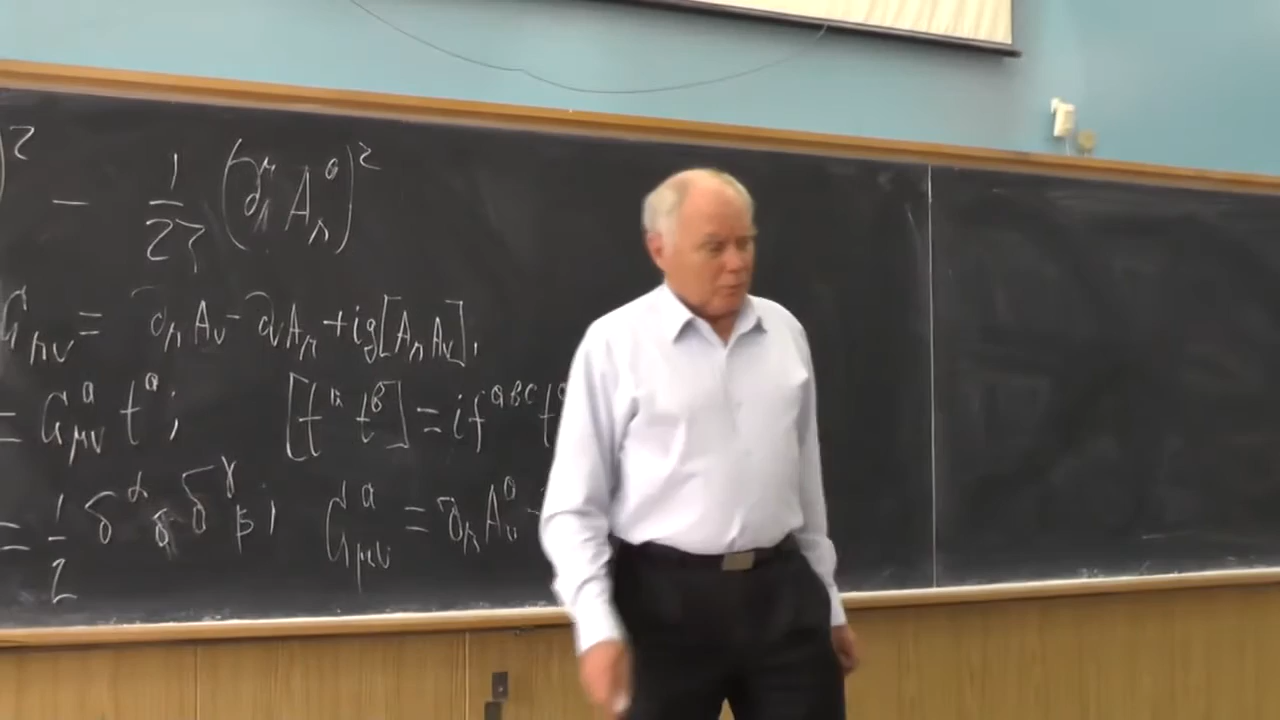 )² - 1/2ξ (∂_μ A^a_μ)²
G_μν = ∂_μ A_ν - ∂_ν A_μ + ig[A_μ A_ν],
= G^a_μν t^a; [t^a t^b] = if^abc t
= 1/2 δ^α_δ δ^γ_β; G^a_μν = ∂_μ A^a_ν -